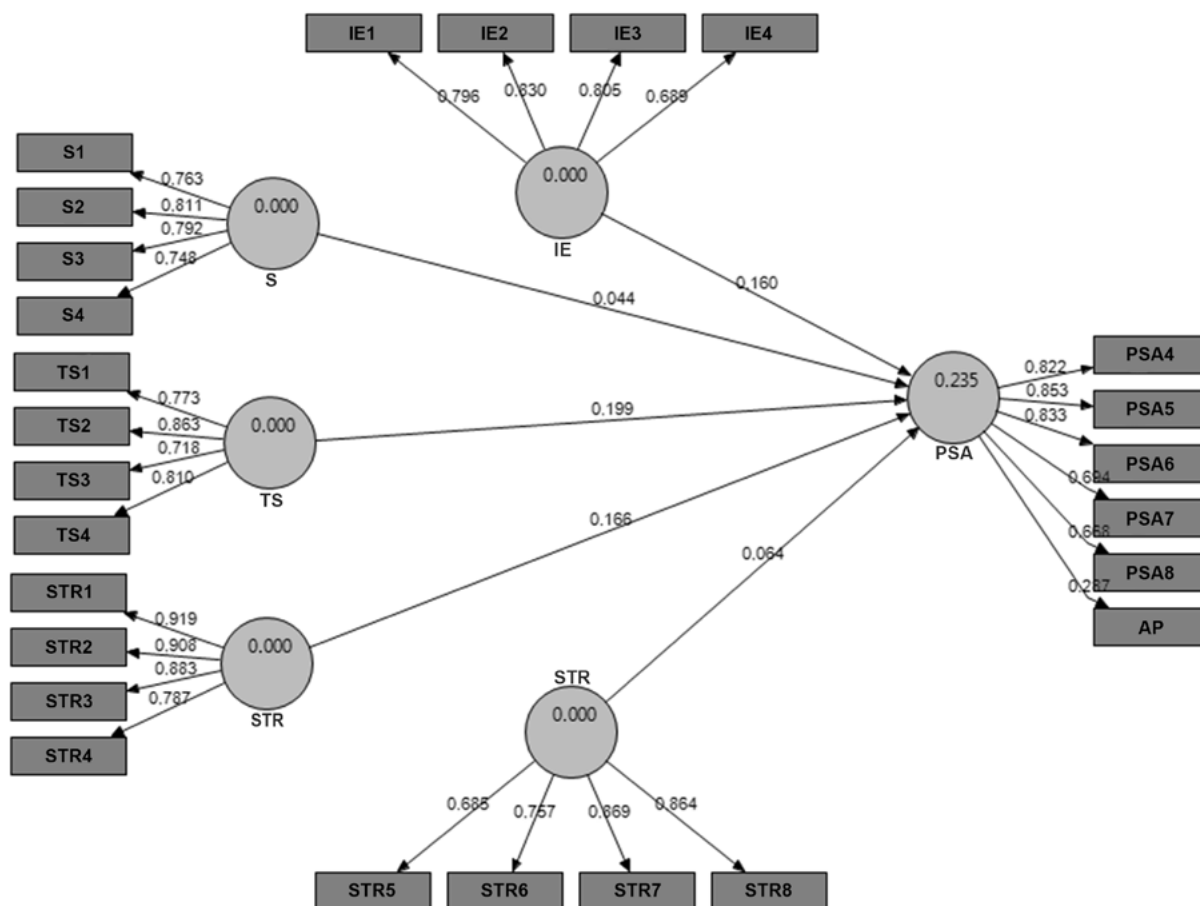 IE1 IE2 IE3 IE4
0.796 0.830 0.805 0.689
0.000
IE
S1
S2
S3
S4
0.763
0.811
0.792
0.748
0.000
S
0.160
0.044
TS1
TS2
TS3
TS4
0.773
0.863
0.718
0.810
0.000
TS
0.199
0.235
PSA
0.822
0.853
0.833
0.694
0.668
0.287
PSA4
PSA5
PSA6
PSA7
PSA8
AP
STR1
STR2
STR3
STR4
0.919
0.908
0.883
0.787
0.000
STR
0.166
0.064
STR
0.000
0.685 0.757 0.869 0.864
STR5 STR6 STR7 STR8